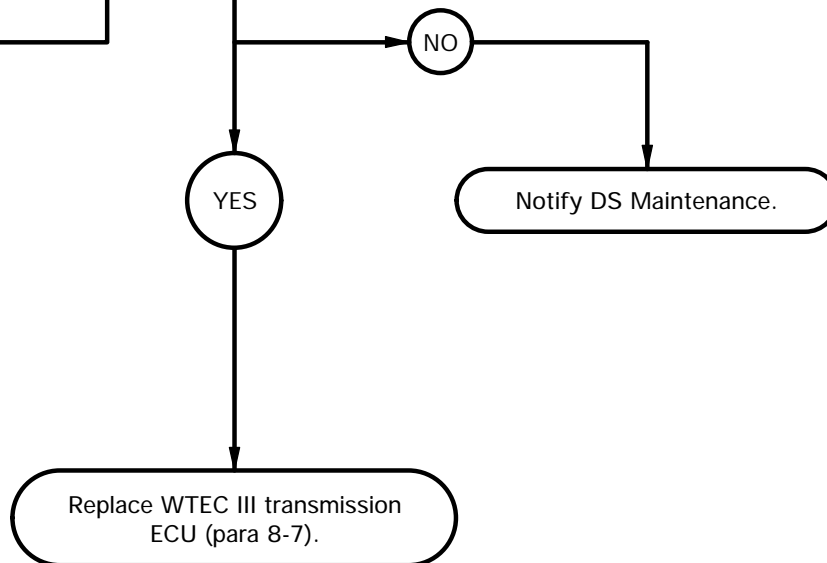 NO
YES
Notify DS Maintenance.
Replace WTEC III transmission
ECU (para 8-7).